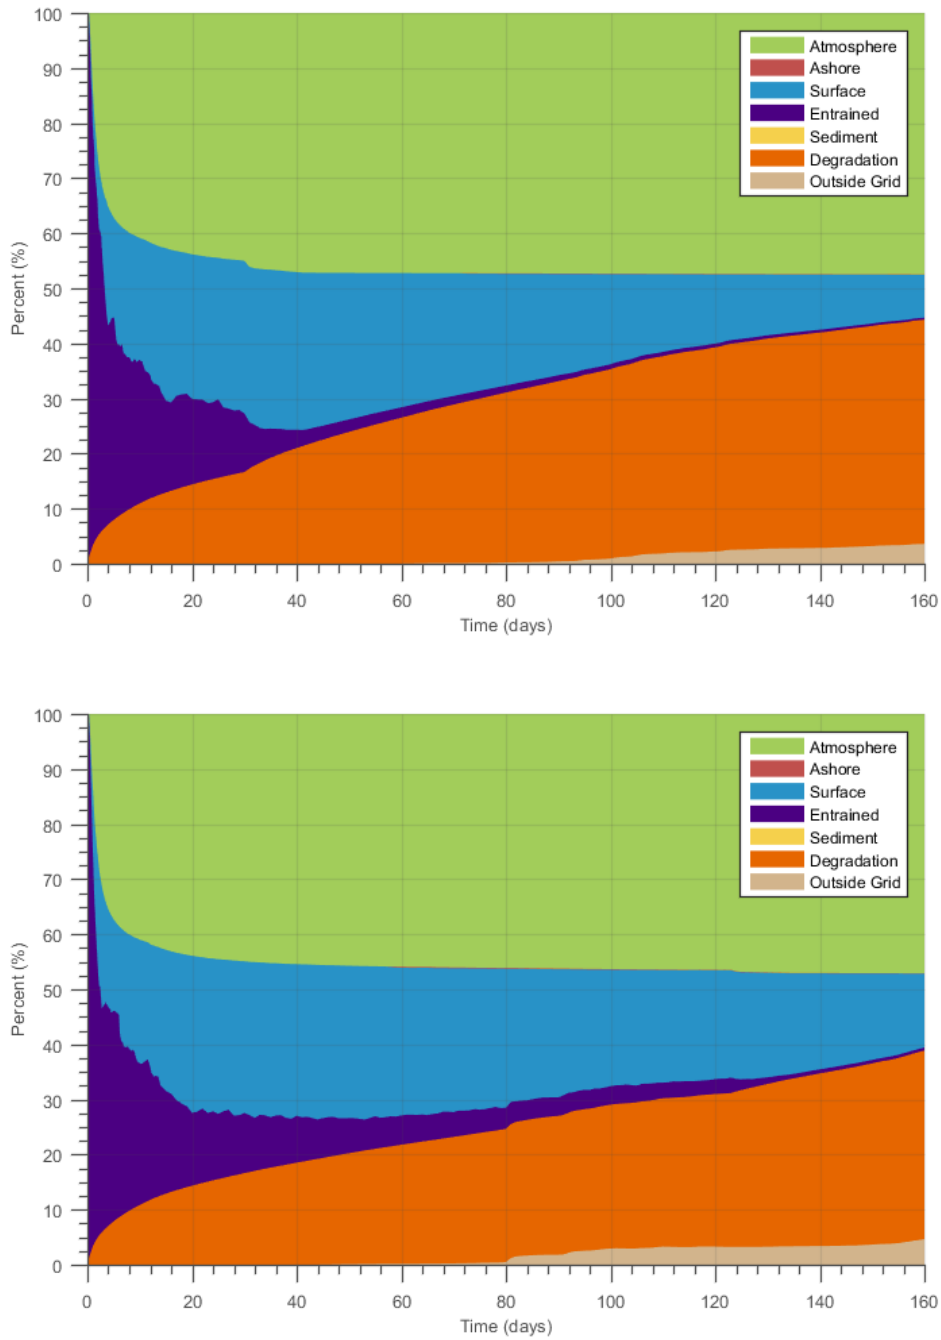 100
90
80
70
60
50
40
30
20
10
0
Percent (%)
Atmosphere
Ashore
Surface
Entrained
Sediment
Degradation
Outside Grid
0 20 40 60 80 100 120 140 160
Time (days)
100
90
80
70
60
50
40
30
20
10
0
Percent (%)
Atmosphere
Ashore
Surface
Entrained
Sediment
Degradation
Outside Grid
0 20 40 60 80 100 120 140 160
Time (days)